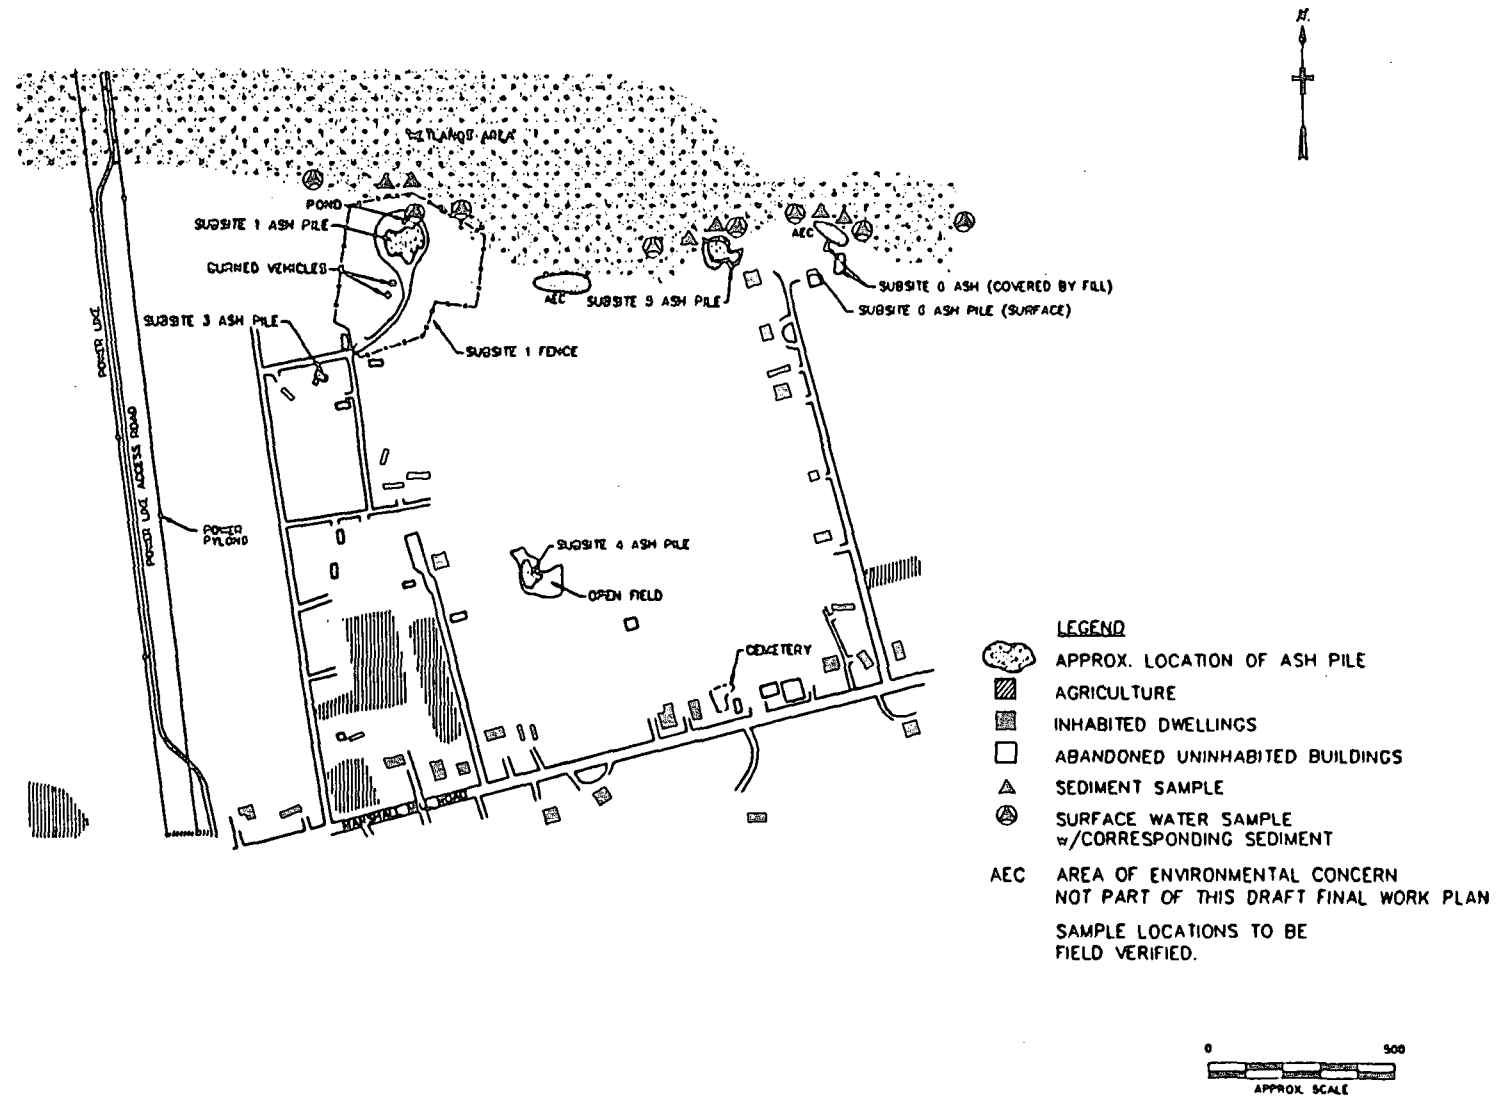 N.
WETLANDS AREA
POND
SUBSITE 1 ASH PILE
BURNED VEHICLES
SUBSITE 3 ASH PILE
SUBSITE 1 FENCE
AEC
SUBSITE 5 ASH PILE
AEC
SUBSITE 6 ASH (COVERED BY FILL)
SUBSITE 6 ASH PILE (SURFACE)
POWER LINE
POWER LINE ACCESS ROAD
POWER
PYLONS
SUBSITE 4 ASH PILE
OPEN FIELD
CEMETERY
MARSHALL
ROAD
LEGEND
APPROX. LOCATION OF ASH PILE
AGRICULTURE
INHABITED DWELLINGS
ABANDONED UNINHABITED BUILDINGS
SEDIMENT SAMPLE
SURFACE WATER SAMPLE
w/CORRESPONDING SEDIMENT
AEC AREA OF ENVIRONMENTAL CONCERN
NOT PART OF THIS DRAFT FINAL WORK PLAN
SAMPLE LOCATIONS TO BE
FIELD VERIFIED.
0 500
APPROX. SCALE